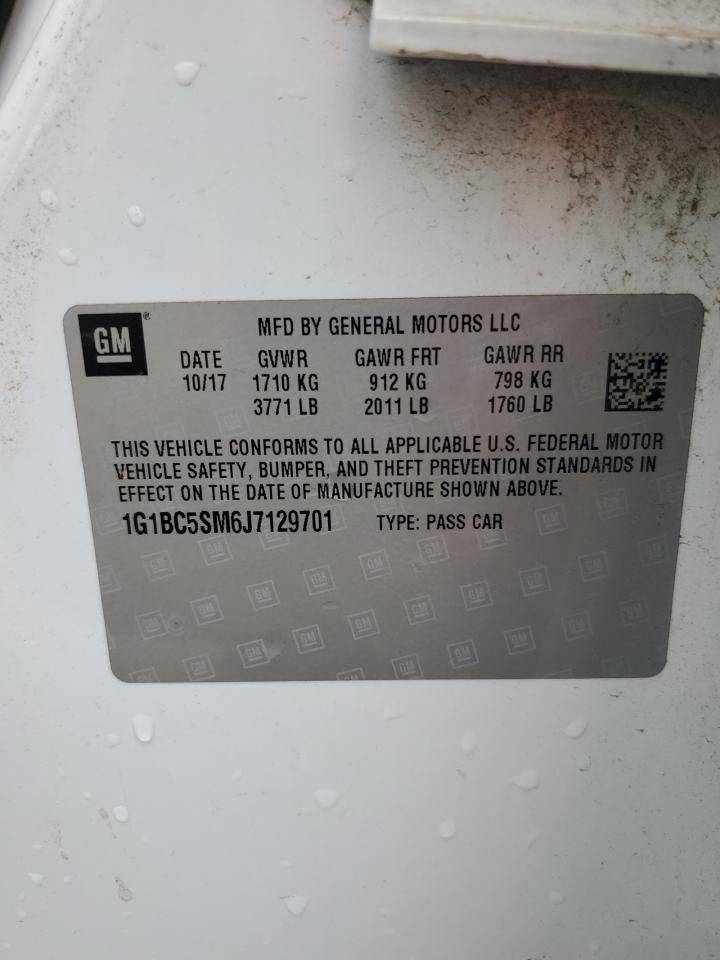 GM
MFD BY GENERAL MOTORS LLC
DATE GVWR GAWR FRT GAWR RR
10/17 1710 KG 912 KG 798 KG
3771 LB 2011 LB 1760 LB
THIS VEHICLE CONFORMS TO ALL APPLICABLE U.S. FEDERAL MOTOR
VEHICLE SAFETY, BUMPER, AND THEFT PREVENTION STANDARDS IN
EFFECT ON THE DATE OF MANUFACTURE SHOWN ABOVE.
1G1BC5SM6J7129701 TYPE: PASS CAR